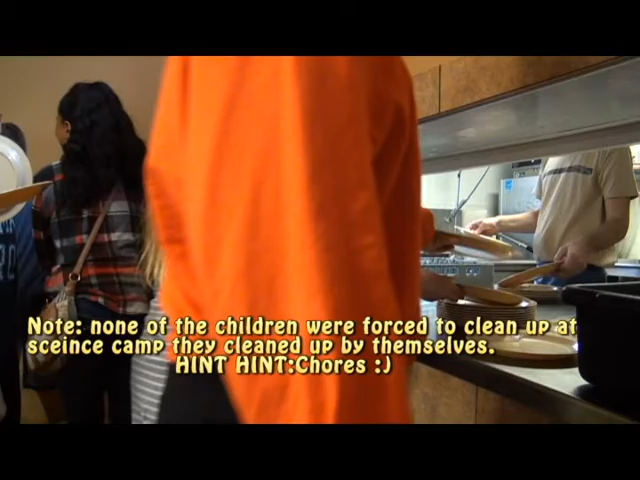 Note: none of the children were forced to clean up at
sceince camp they cleaned up by themselves.
HINT HINT:Chores :)